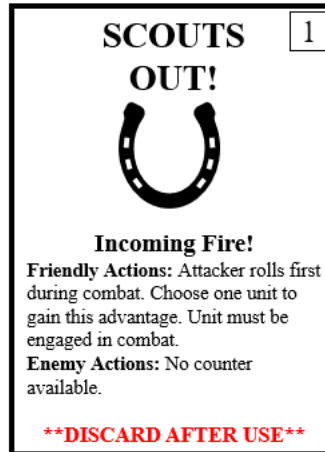 SCOUTS
1
OUT!
Incoming Fire!
Friendly Actions: Attacker rolls first
during combat. Choose one unit to
gain this advantage. Unit must be
engaged in combat.
Enemy Actions: No counter
available.
**DISCARD AFTER USE**